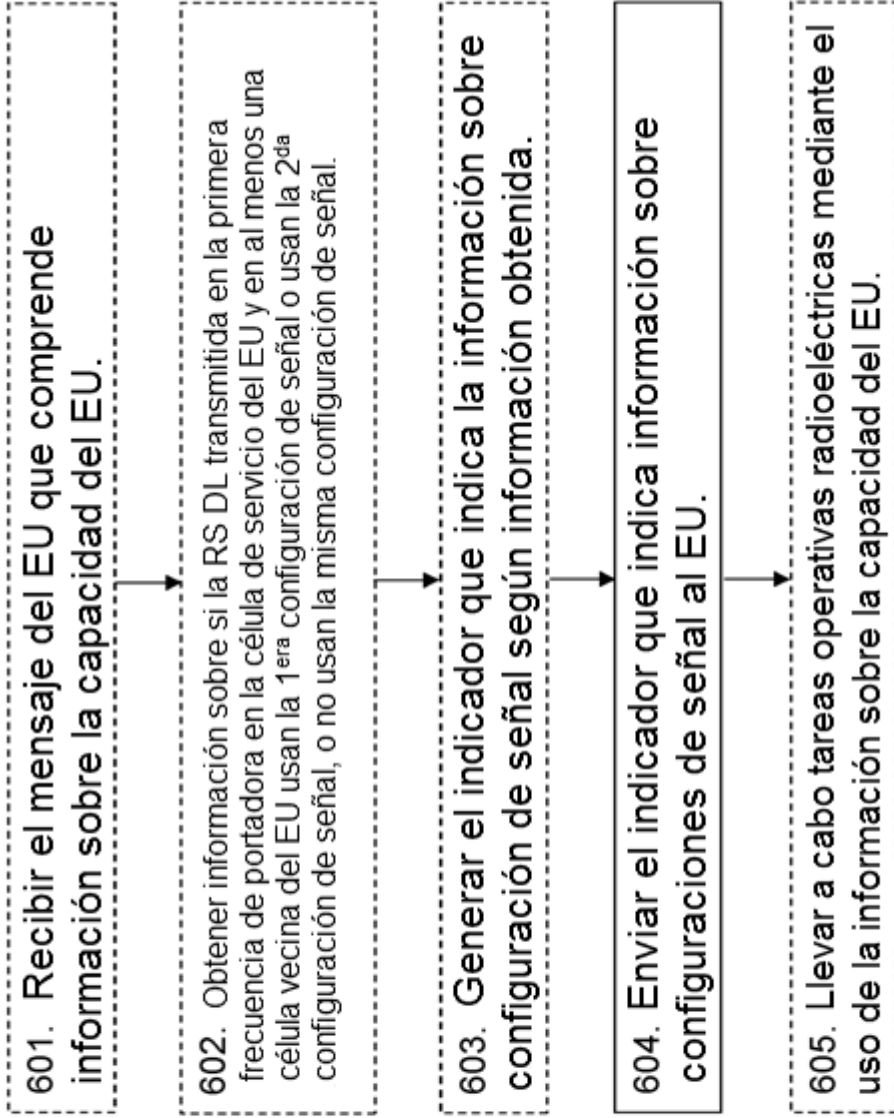 601. Recibir el mensaje del EU que comprende
información sobre la capacidad del EU.
602. Obtener información sobre si la RS DL transmitida en la primera
frecuencia de portadora en la célula de servicio del EU y en al menos una
célula vecina del EU usan la 1era configuración de señal o usan la 2da
configuración de señal, o no usan la misma configuración de señal.
603. Generar el indicador que indica la información sobre
configuración de señal según información obtenida.
604. Enviar el indicador que indica información sobre
configuraciones de señal al EU.
605. Llevar a cabo tareas operativas radioeléctricas mediante el
uso de la información sobre la capacidad del EU.